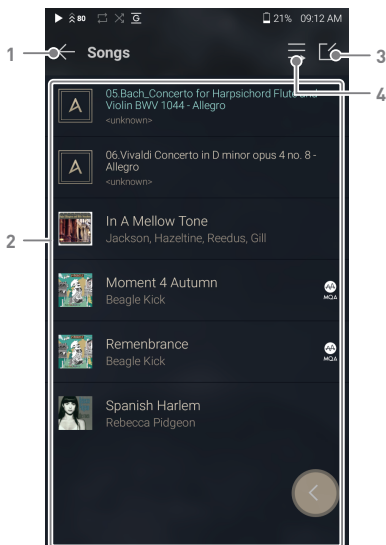 80 G 21% 09:12 AM
1 Songs 3
4
05.Bach_Concerto for Harpsichord Flute and
Violin BWV 1044 - Allegro
<unknown>
06.Vivaldi Concerto in D minor opus 4 no. 8 -
Allegro
<unknown>
In A Mellow Tone
2
Jackson, Hazeltine, Reedus, Gill
Moment 4 Autumn
Beagle Kick
MQA
Remenbrance
Beagle Kick
MQA
Spanish Harlem
Rebecca Pidgeon